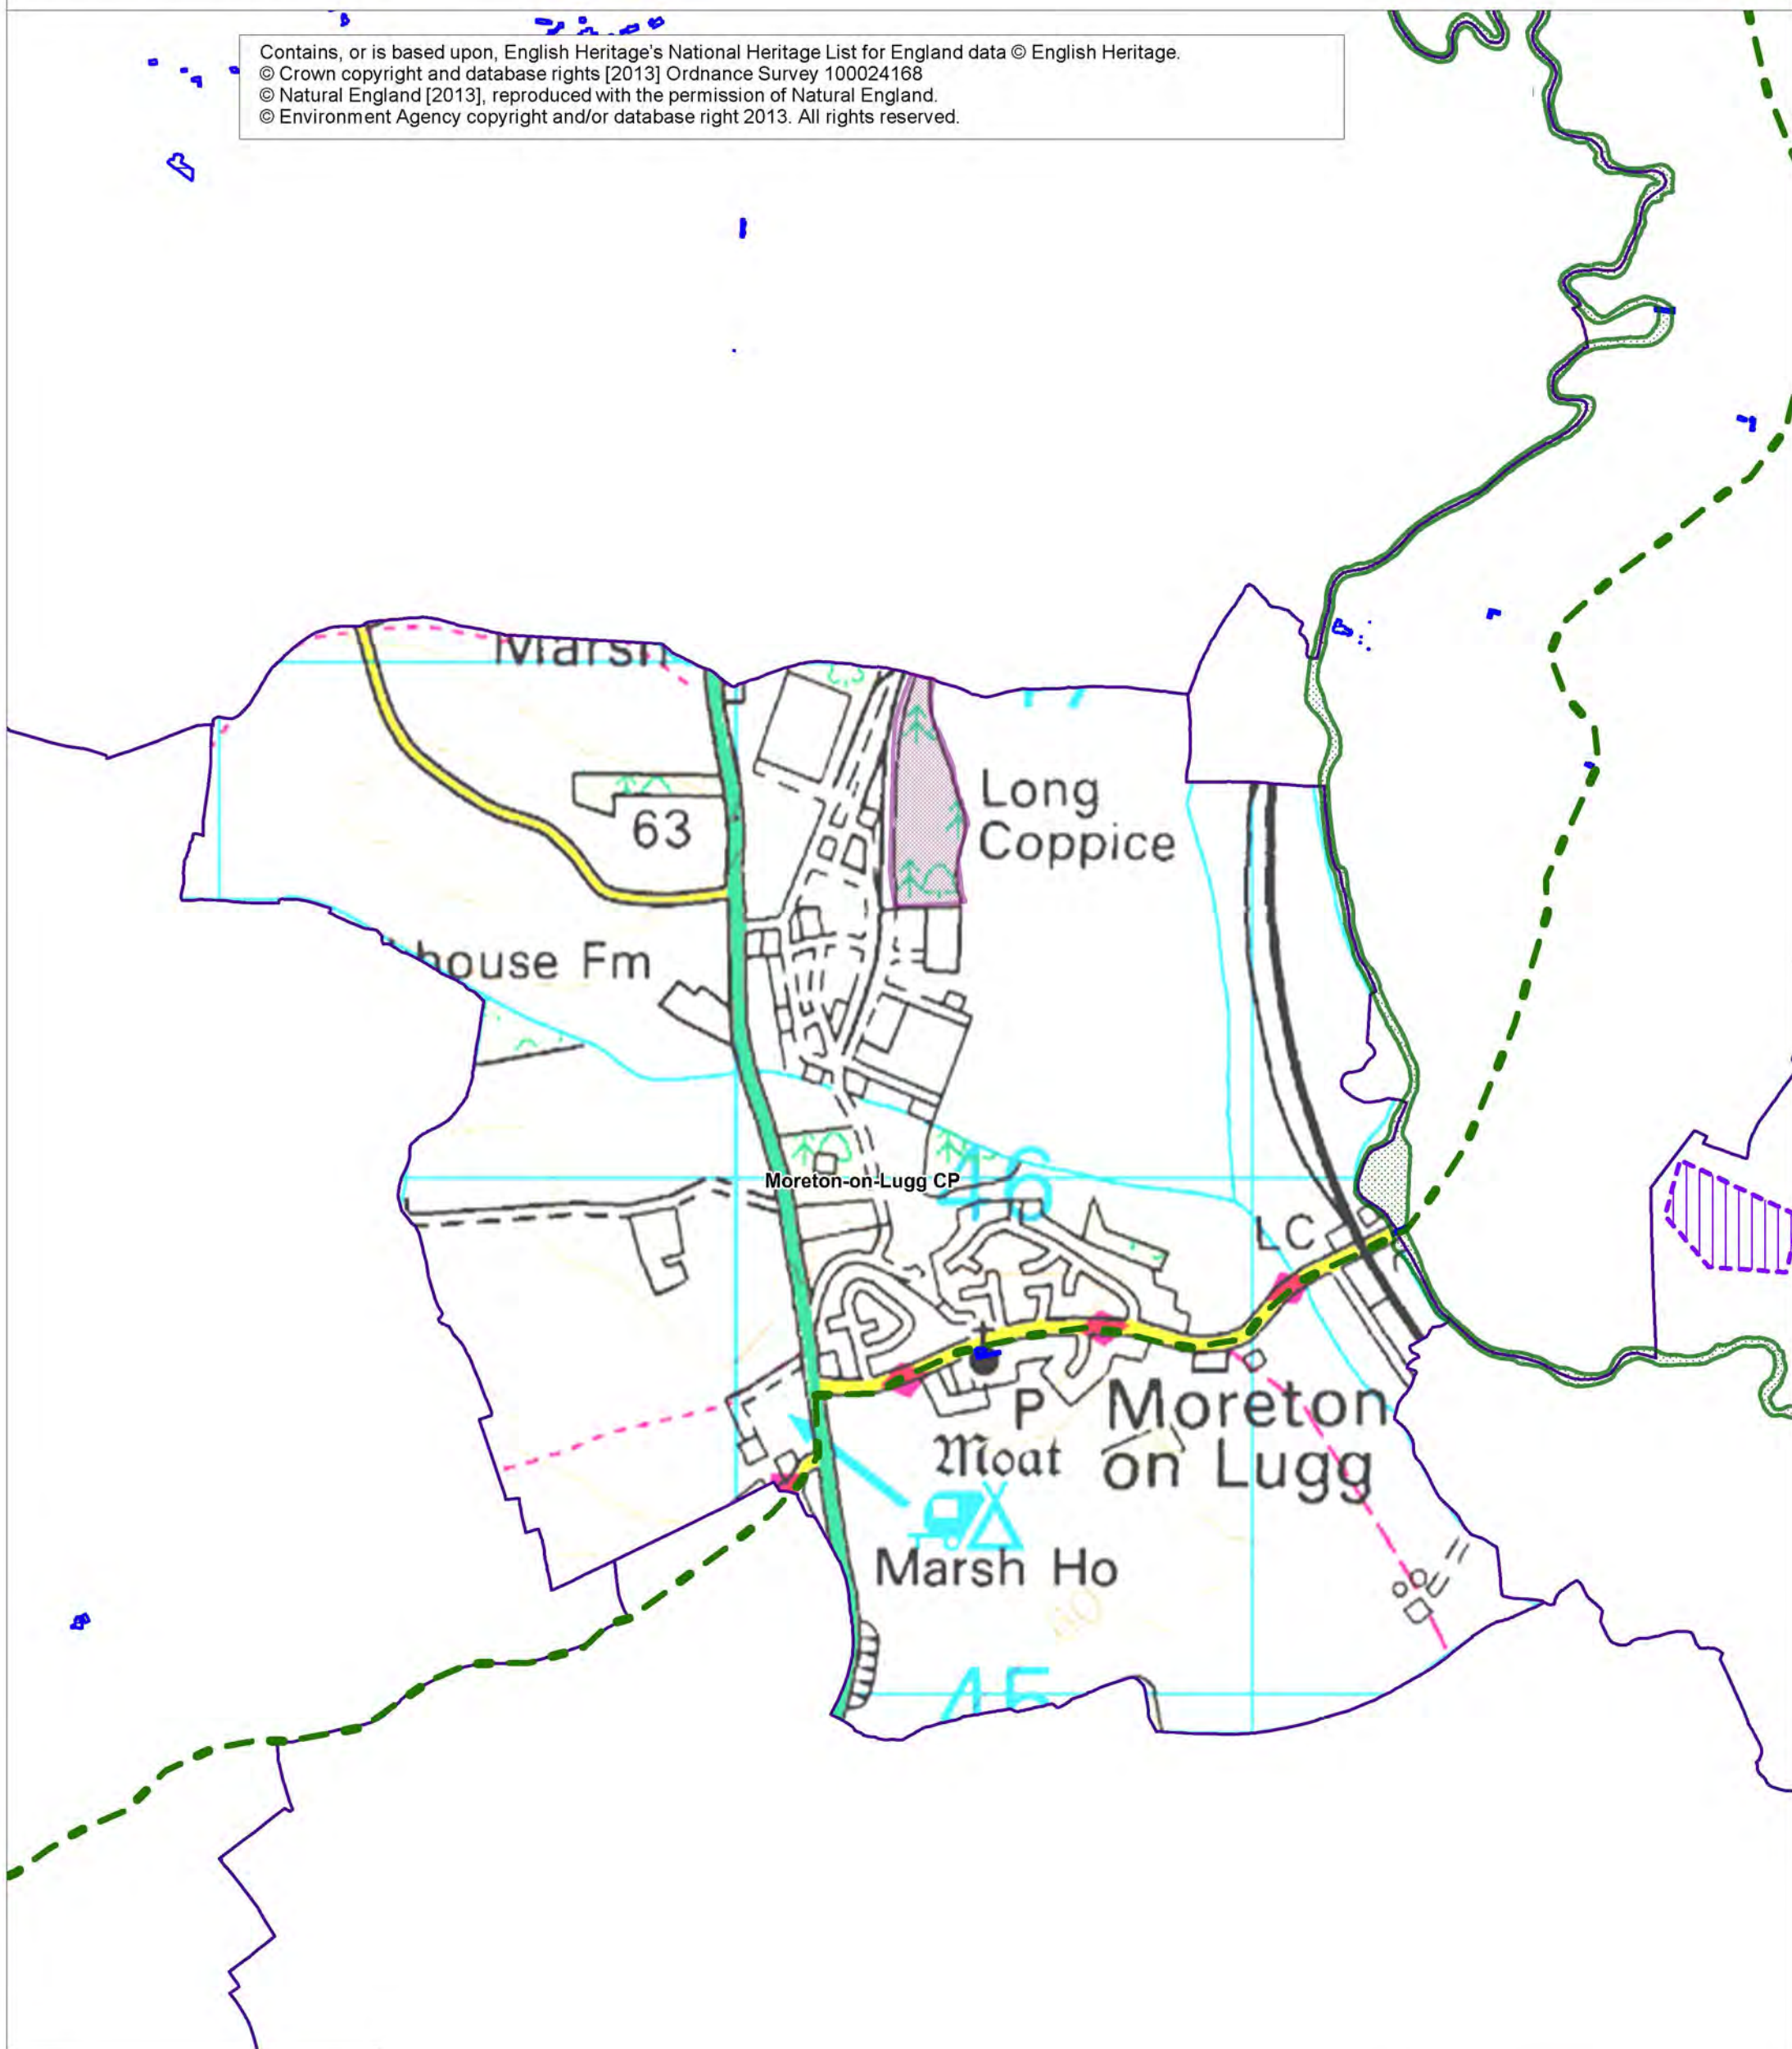 Contains, or is based upon, English Heritage's National Heritage List for England data © English Heritage.
© Crown copyright and database rights [2013] Ordnance Survey 100024168
© Natural England [2013], reproduced with the permission of Natural England.
© Environment Agency copyright and/or database right 2013. All rights reserved.
Marsh
63
Long
Coppice
house Fm
Moreton-on-Lugg CP
46
LC
P
Moreton
on Lugg
Moat
Marsh Ho
45